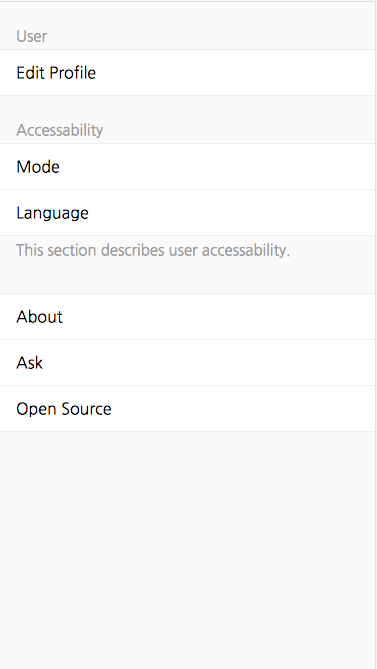 User
Edit Profile
Accessability
Mode
Language
This section describes user accessability.
About
Ask
Open Source